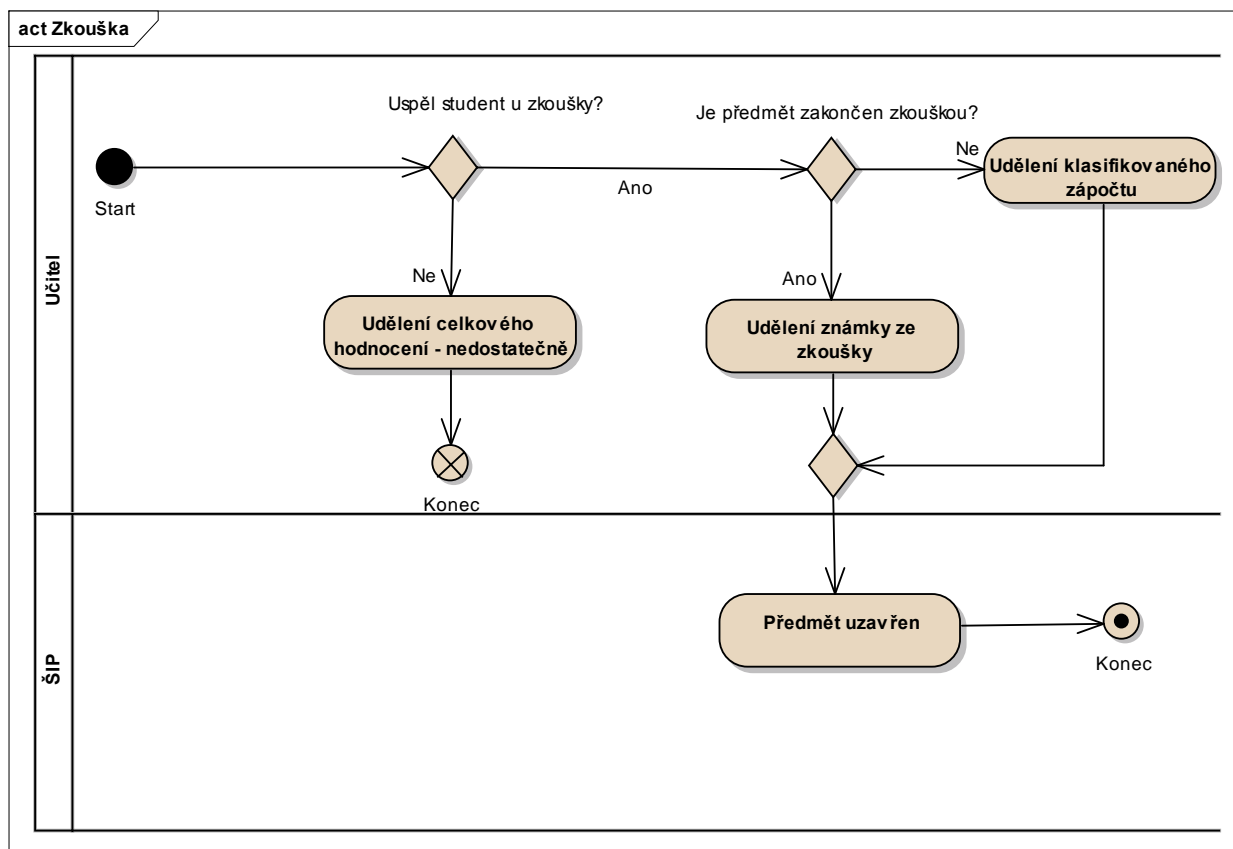 act Zkouška
Uspěl student u zkoušky?
Je předmět zakončen zkouškou?
Ne
Udělení klasifikovaného
zápočtu
Ano
Start
Učitel
Ne
Ano
Udělení celkového
hodnocení - nedostatečně
Udělení známky ze
zkoušky
Konec
Předmět uzavřen
ŠIP
Konec